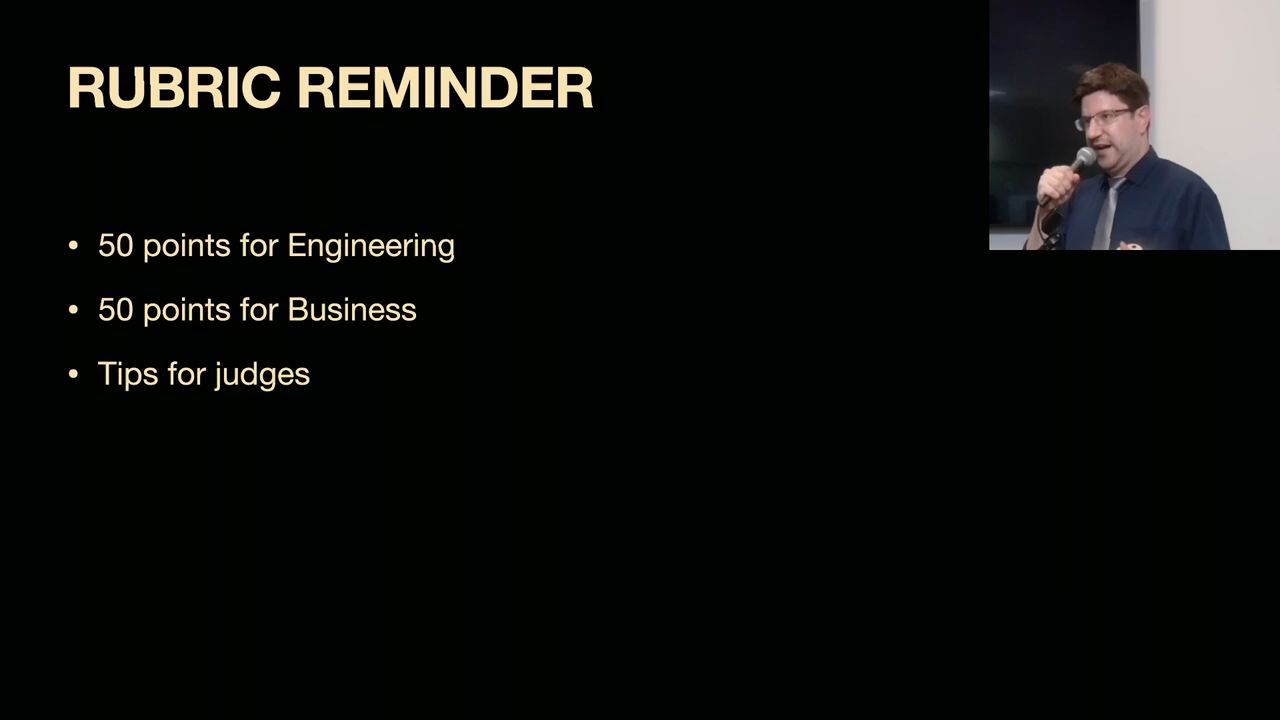 RUBRIC REMINDER
• 50 points for Engineering
• 50 points for Business
• Tips for judges